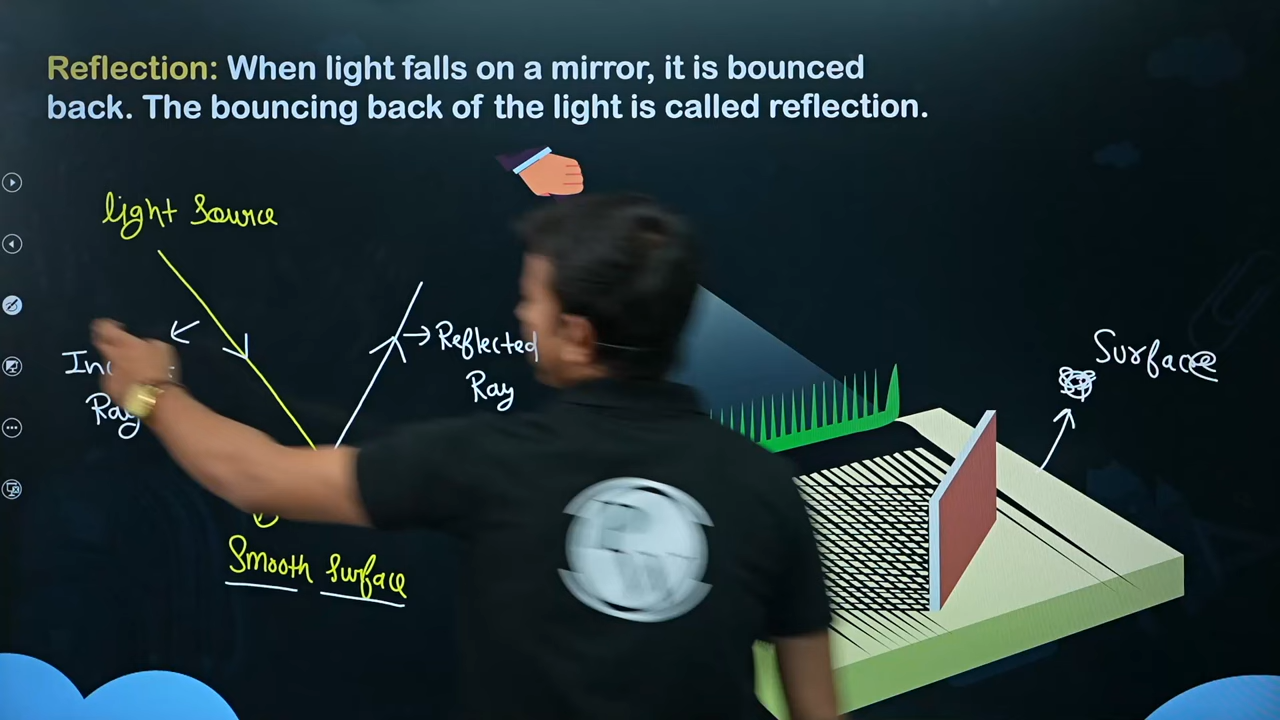 Reflection: When light falls on a mirror, it is bounced
back. The bouncing back of the light is called reflection.
light Source
Reflected
Ray
Surface
Ray
Smooth Surface